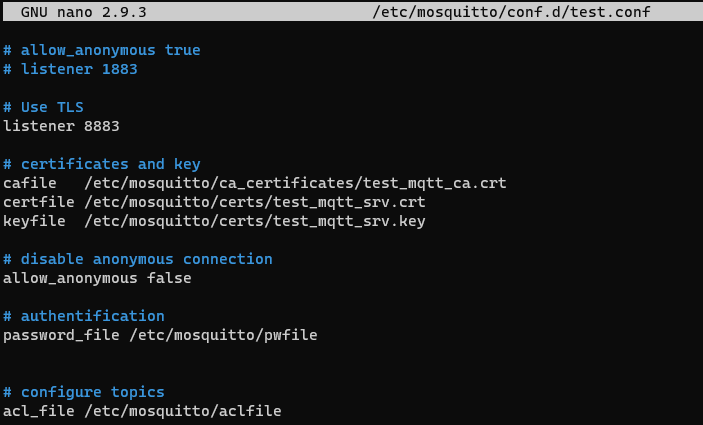 GNU nano 2.9.3 /etc/mosquitto/conf.d/test.conf
# allow_anonymous true
# listener 1883
# Use TLS
listener 8883
# certificates and key
cafile   /etc/mosquitto/ca_certificates/test_mqtt_ca.crt
certfile /etc/mosquitto/certs/test_mqtt_srv.crt
keyfile  /etc/mosquitto/certs/test_mqtt_srv.key
# disable anonymous connection
allow_anonymous false
# authentification
password_file /etc/mosquitto/pwfile
# configure topics
acl_file /etc/mosquitto/aclfile